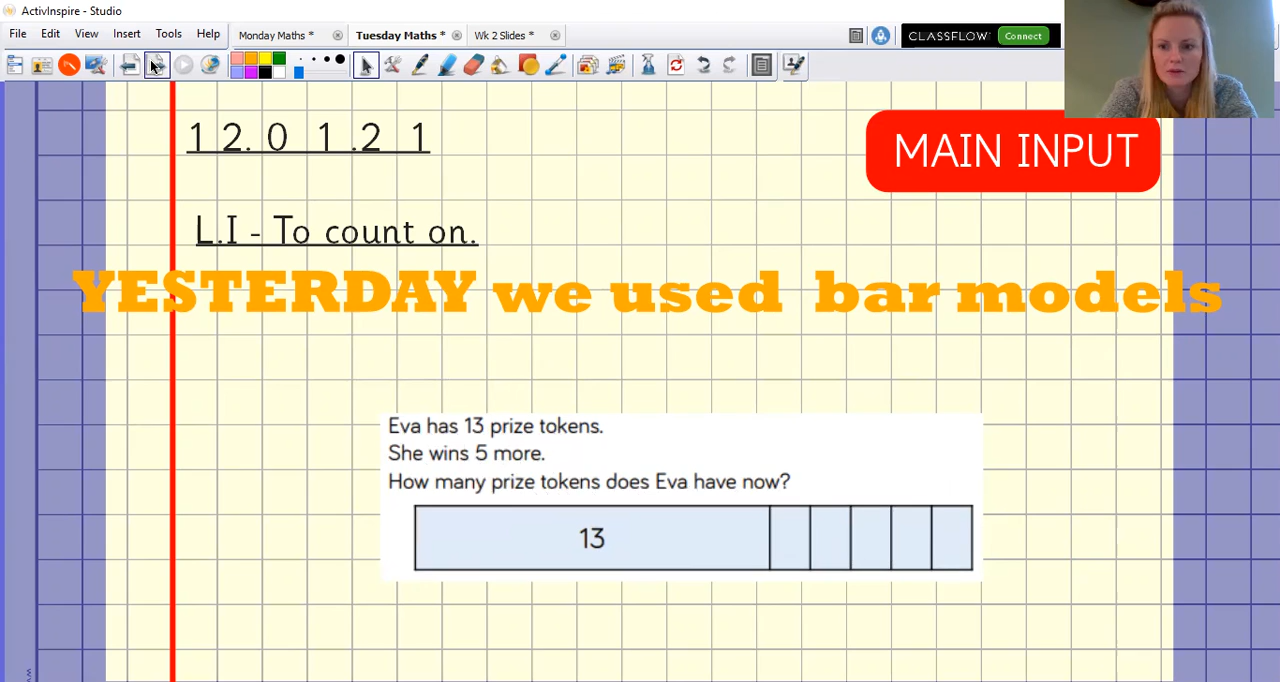 ActivInspire - Studio
File Edit View Insert Tools Help
Monday Maths * Tuesday Maths * Wk 2 Slides *
CLASSFLOW Connect
12.01.21
MAIN INPUT
L.I - To count on.
YESTERDAY we used bar models
Eva has 13 prize tokens.
She wins 5 more.
How many prize tokens does Eva have now?
13